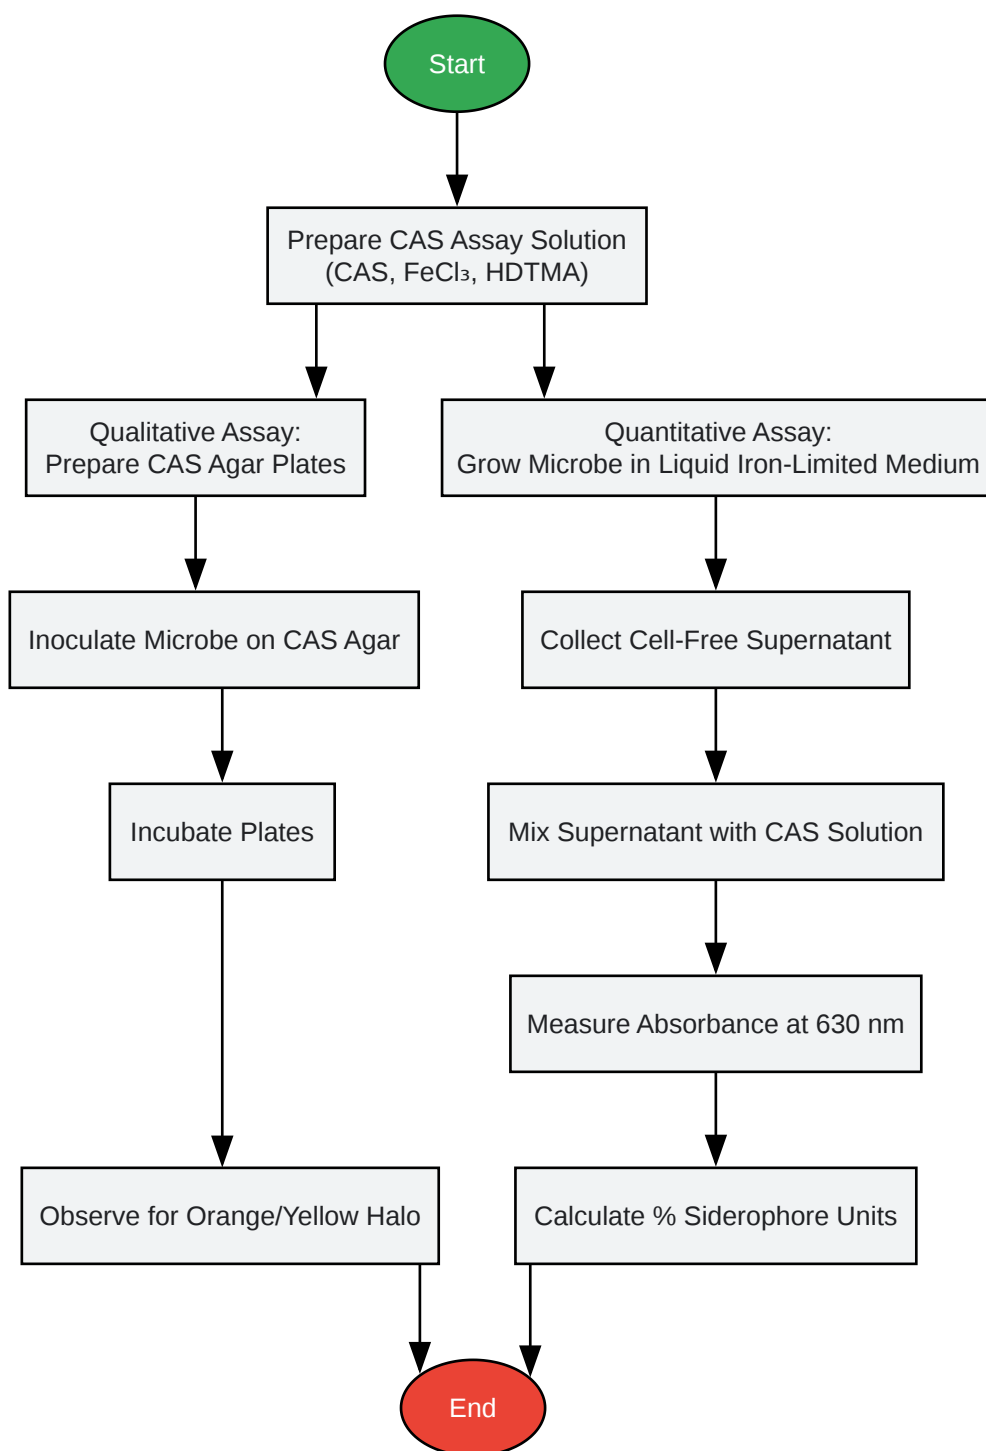 Start
Prepare CAS Assay Solution
(CAS, FeCl₃, HDTMA)
Qualitative Assay:
Prepare CAS Agar Plates
Quantitative Assay:
Grow Microbe in Liquid Iron-Limited Medium
Inoculate Microbe on CAS Agar
Collect Cell-Free Supernatant
Incubate Plates
Mix Supernatant with CAS Solution
Measure Absorbance at 630 nm
Observe for Orange/Yellow Halo
Calculate % Siderophore Units
End